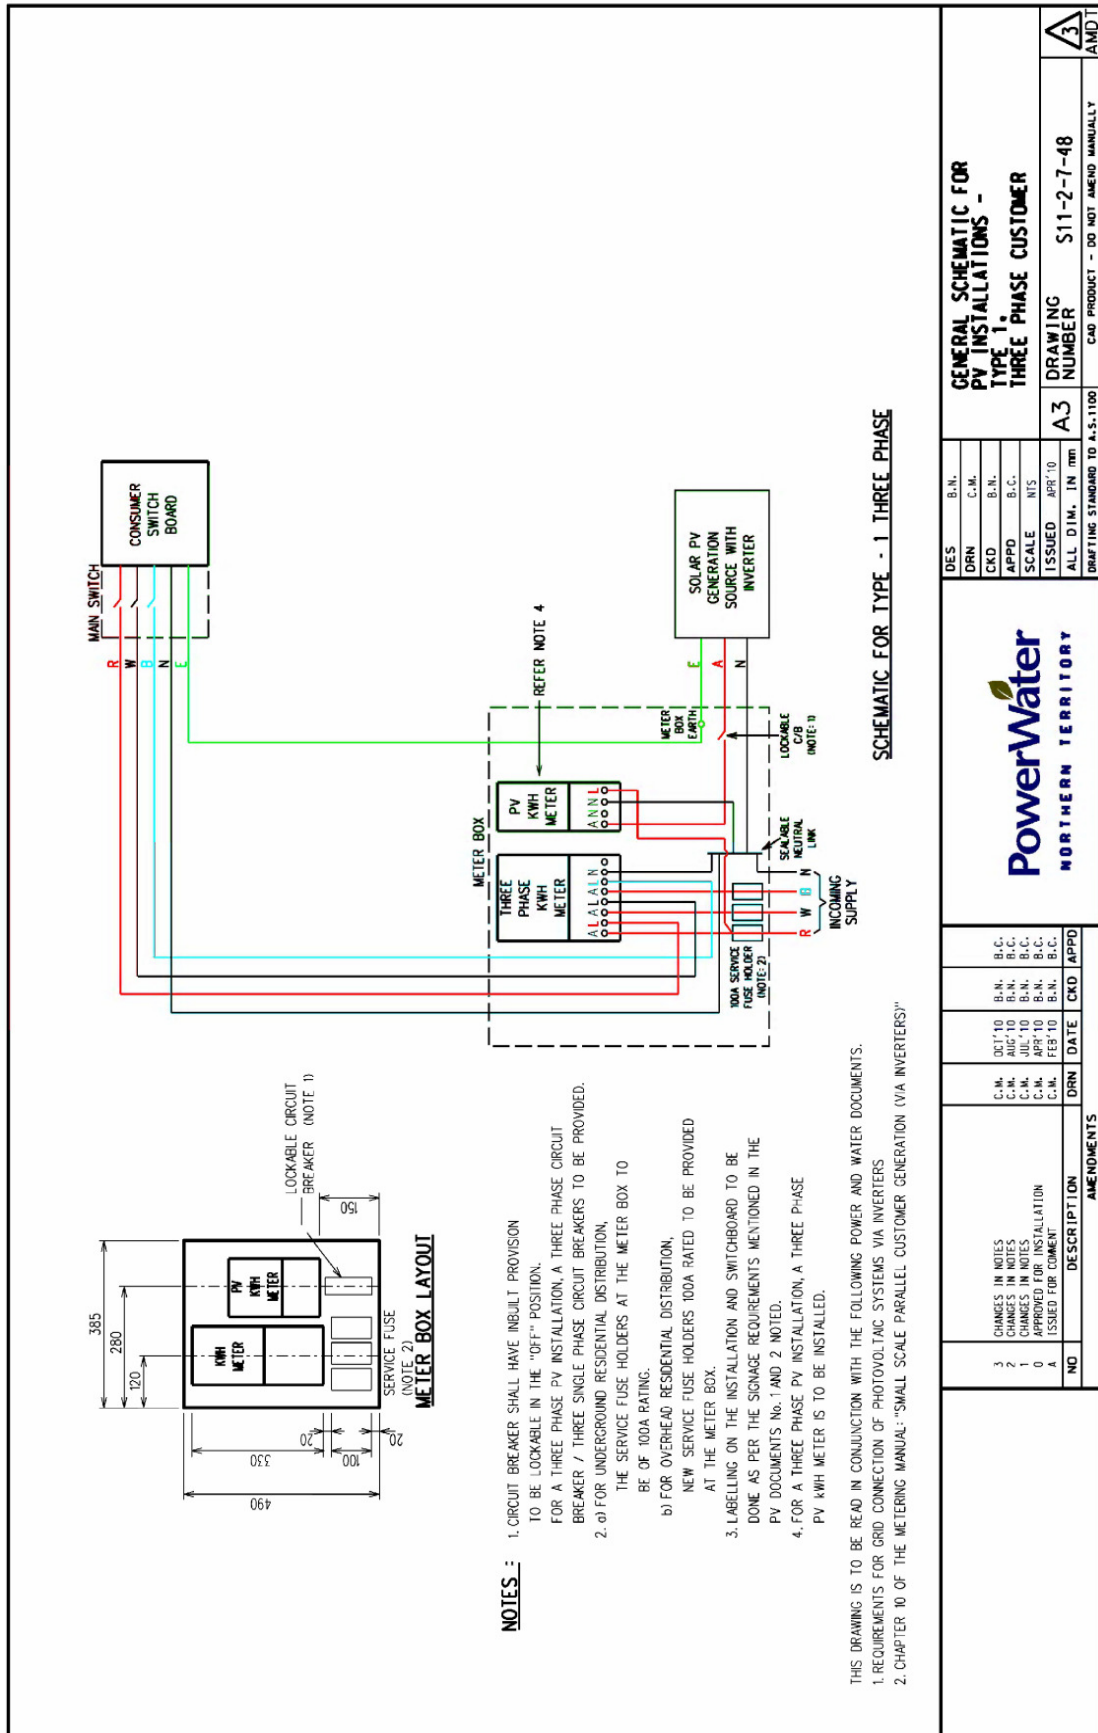 385
280
120
490
330
20
100
20
150
KWH
METER
PV
KWH
METER
LOCKABLE CIRCUIT
BREAKER (NOTE 1)
SERVICE FUSE
(NOTE 2)
METER BOX LAYOUT
NOTES :
1. CIRCUIT BREAKER SHALL HAVE INBUILT PROVISION
TO BE LOCKABLE IN THE "OFF" POSITION.
FOR A THREE PHASE PV INSTALLATION, A THREE PHASE CIRCUIT
BREAKER / THREE SINGLE PHASE CIRCUIT BREAKERS TO BE PROVIDED.
2. a) FOR UNDERGROUND RESIDENTIAL DISTRIBUTION,
THE SERVICE FUSE HOLDERS AT THE METER BOX TO
BE OF 100A RATING.
b) FOR OVERHEAD RESIDENTIAL DISTRIBUTION,
NEW SERVICE FUSE HOLDERS 100A RATED TO BE PROVIDED
AT THE METER BOX.
3. LABELLING ON THE INSTALLATION AND SWITCHBOARD TO BE
DONE AS PER THE SIGNAGE REQUIREMENTS MENTIONED IN THE
PV DOCUMENTS No. 1 AND 2 NOTED.
4. FOR A THREE PHASE PV INSTALLATION, A THREE PHASE
PV kWH METER IS TO BE INSTALLED.
THIS DRAWING IS TO BE READ IN CONJUNCTION WITH THE FOLLOWING POWER AND WATER DOCUMENTS.
1. REQUIREMENTS FOR GRID CONNECTION OF PHOTOVOLTAIC SYSTEMS VIA INVERTERS
2. CHAPTER 10 OF THE METERING MANUAL: "SMALL SCALE PARALLEL CUSTOMER GENERATION (VIA INVERTERS)"
MAIN SWITCH
CONSUMER
SWITCH
BOARD
R
W
B
N
E
METER BOX
THREE
PHASE
KWH
METER
A L A L A L N
PV
KWH
METER
A N N L
REFER NOTE 4
METER
BOX
EARTH
E
A
N
SOLAR PV
GENERATION
SOURCE WITH
INVERTER
100A SERVICE
FUSE HOLDER
(NOTE: 2)
SEALABLE
NEUTRAL
LINK
LOCKABLE
C/B
(NOTE: 1)
R W B N
INCOMING
SUPPLY
SCHEMATIC FOR TYPE - 1 THREE PHASE
3 CHANGES IN NOTES C.M. OCT'10 B.N. B.C.
2 CHANGES IN NOTES C.M. AUG'10 B.N. B.C.
1 CHANGES IN NOTES C.M. JUL'10 B.N. B.C.
0 APPROVED FOR INSTALLATION C.M. APR'10 B.N. B.C.
A ISSUED FOR COMMENT C.M. FEB'10 B.N. B.C.
NO DESCRIPTION DRN DATE CKD APPD
AMENDMENTS
PowerWater
NORTHERN TERRITORY
DES B.N.
DRN C.M.
CKD B.N.
APPD B.C.
SCALE NTS
ISSUED APR'10
ALL DIM. IN mm
A3
DRAFTING STANDARD TO A.S.1100
GENERAL SCHEMATIC FOR
PV INSTALLATIONS -
TYPE 1,
THREE PHASE CUSTOMER
DRAWING
NUMBER
S11-2-7-48
3
AMDT
CAD PRODUCT - DO NOT AMEND MANUALLY